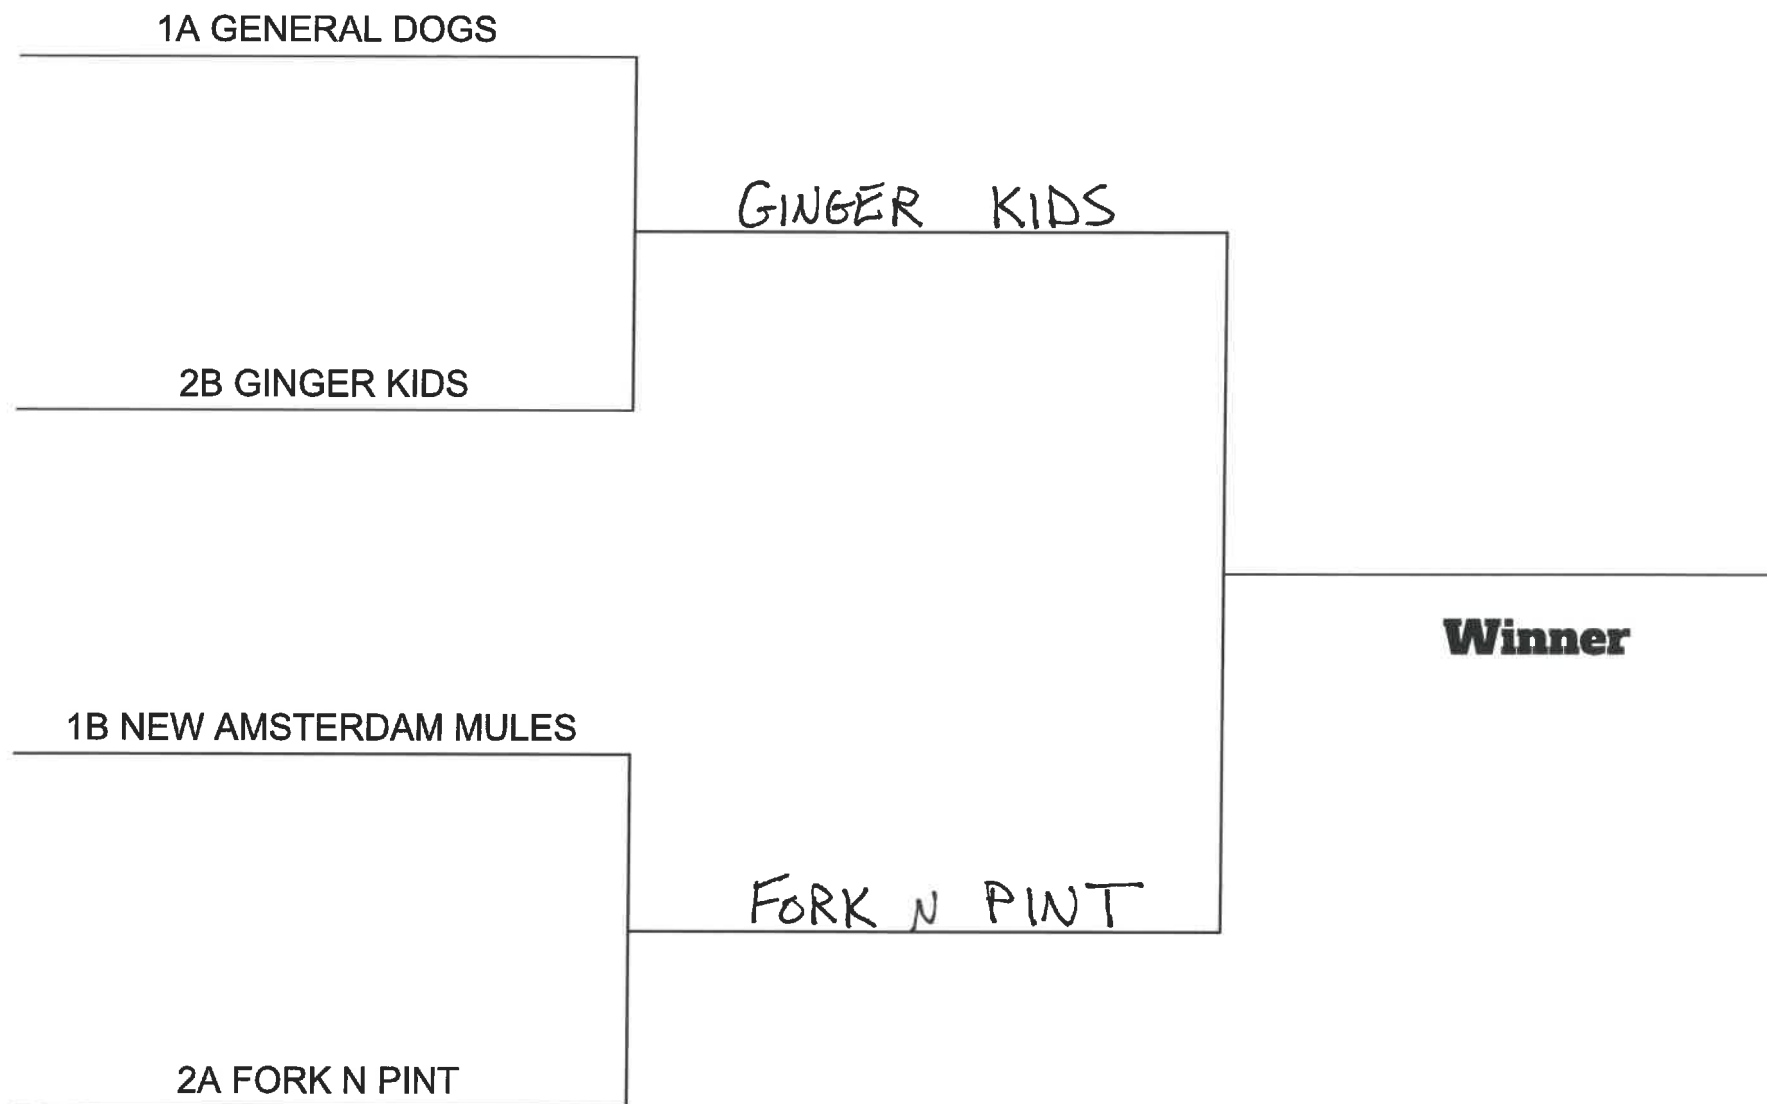 1A GENERAL DOGS
GINGER KIDS
2B GINGER KIDS
Winner
1B NEW AMSTERDAM MULES
FORK N PINT
2A FORK N PINT